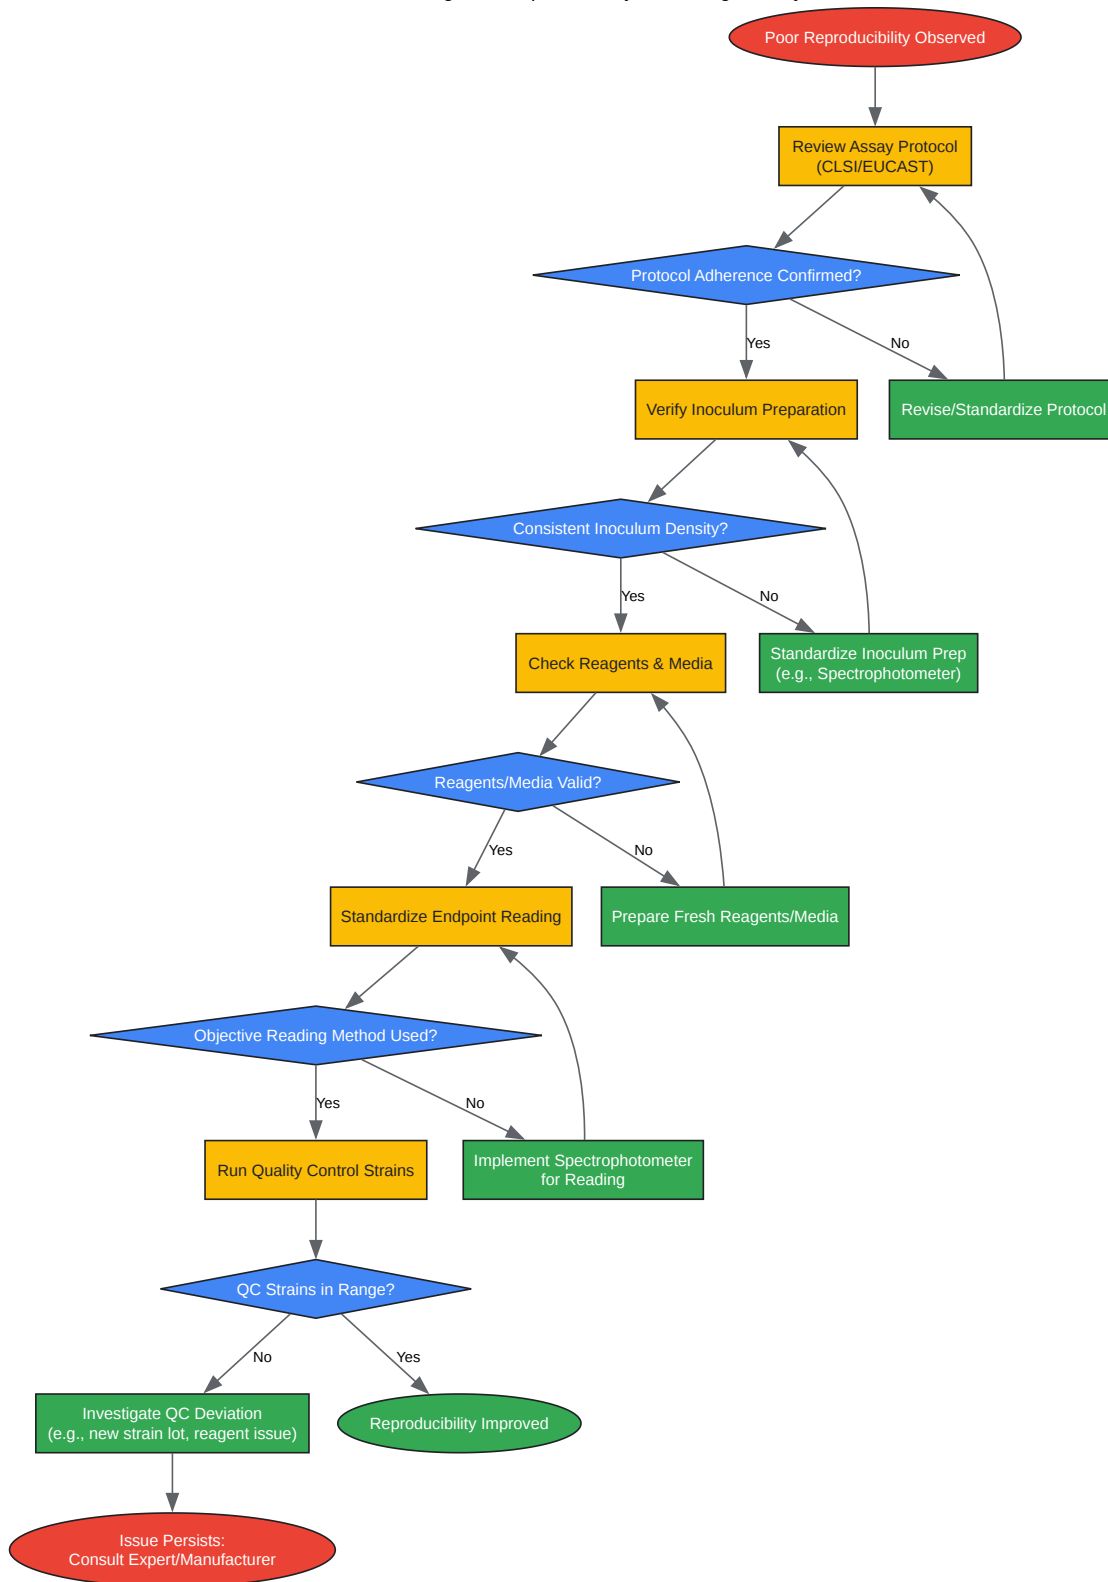 Poor Reproducibility Observed
Review Assay Protocol
(CLSI/EUCAST)
Protocol Adherence Confirmed?
Yes
No
Verify Inoculum Preparation
Revise/Standardize Protocol
Consistent Inoculum Density?
Yes
No
Check Reagents & Media
Standardize Inoculum Prep
(e.g., Spectrophotometer)
Reagents/Media Valid?
Yes
No
Standardize Endpoint Reading
Prepare Fresh Reagents/Media
Objective Reading Method Used?
Yes
No
Run Quality Control Strains
Implement Spectrophotometer
for Reading
QC Strains in Range?
No
Yes
Investigate QC Deviation
(e.g., new strain lot, reagent issue)
Reproducibility Improved
Issue Persists:
Consult Expert/Manufacturer